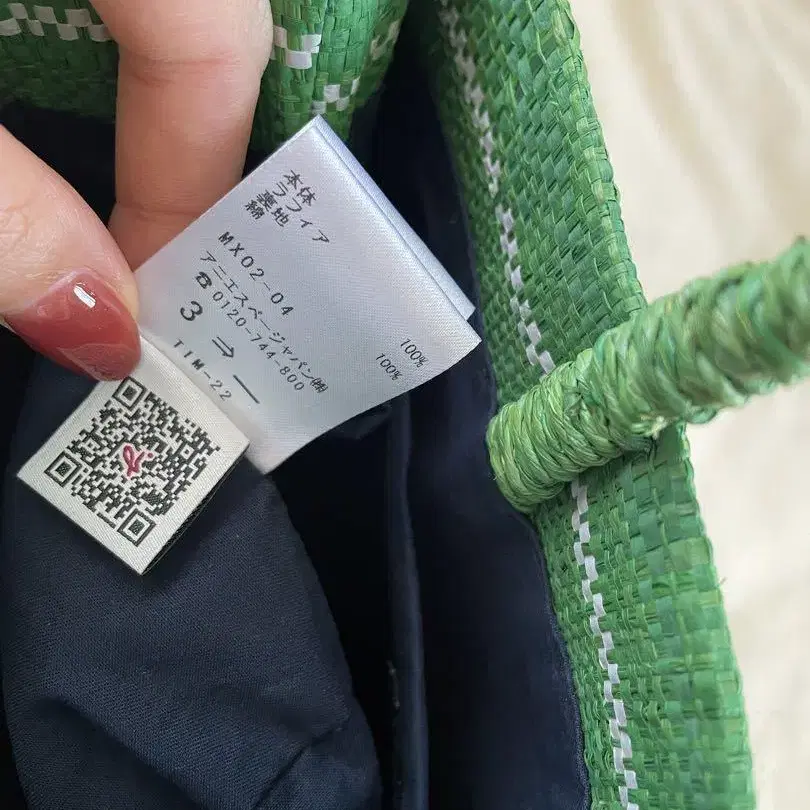 本体
ラフィア 100%
裏地
綿 100%
MX02-04
アニエスベージャパン㈱
☎0120-744-800
3 ⇒ —
TIM-22